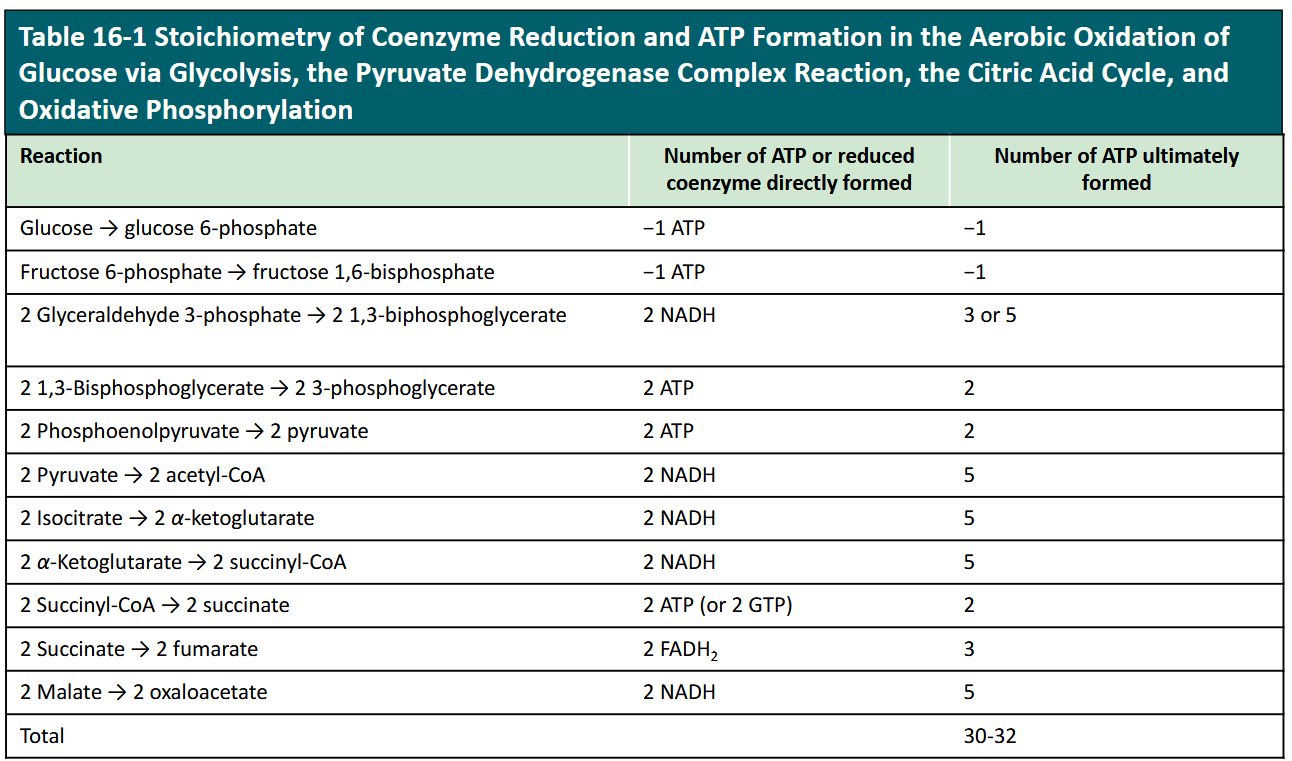 Table 16-1 Stoichiometry of Coenzyme Reduction and ATP Formation in the Aerobic Oxidation of
Glucose via Glycolysis, the Pyruvate Dehydrogenase Complex Reaction, the Citric Acid Cycle, and
Oxidative Phosphorylation
Reaction
Number of ATP or reduced
coenzyme directly formed
Number of ATP ultimately
formed
Glucose → glucose 6-phosphate −1 ATP −1
Fructose 6-phosphate → fructose 1,6-bisphosphate −1 ATP −1
2 Glyceraldehyde 3-phosphate → 2 1,3-biphosphoglycerate 2 NADH 3 or 5
2 1,3-Bisphosphoglycerate → 2 3-phosphoglycerate 2 ATP 2
2 Phosphoenolpyruvate → 2 pyruvate 2 ATP 2
2 Pyruvate → 2 acetyl-CoA 2 NADH 5
2 Isocitrate → 2 α-ketoglutarate 2 NADH 5
2 α-Ketoglutarate → 2 succinyl-CoA 2 NADH 5
2 Succinyl-CoA → 2 succinate 2 ATP (or 2 GTP) 2
2 Succinate → 2 fumarate 2 FADH₂ 3
2 Malate → 2 oxaloacetate 2 NADH 5
Total 30-32